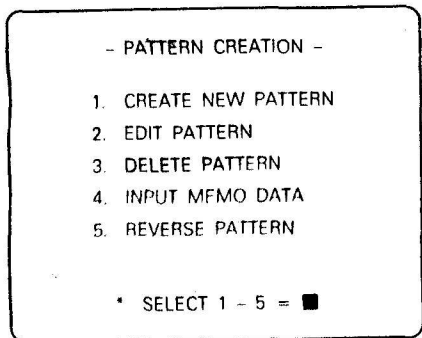 - PATTERN CREATION -
1. CREATE NEW PATTERN
2. EDIT PATTERN
3. DELETE PATTERN
4. INPUT MEMO DATA
5. REVERSE PATTERN
* SELECT 1 - 5 = ■